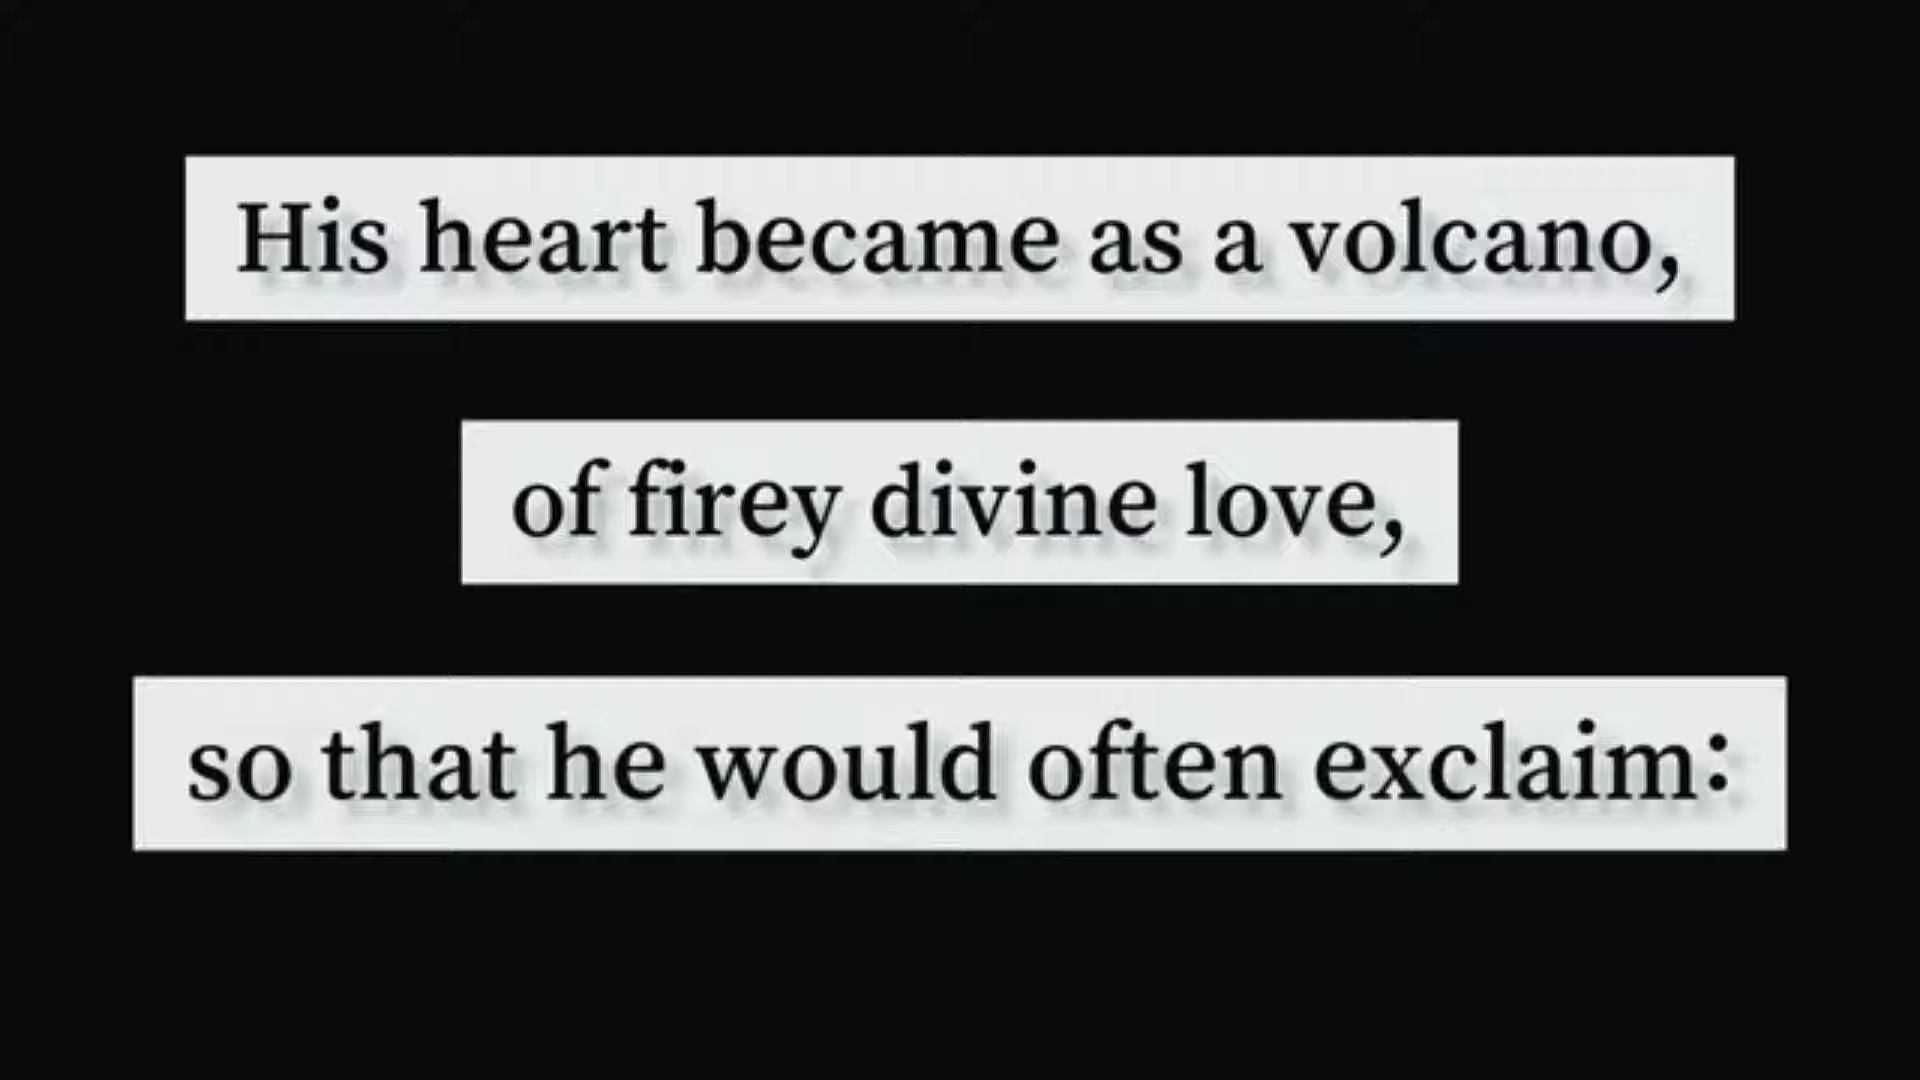 His heart became as a volcano,
of firey divine love,
so that he would often exclaim: